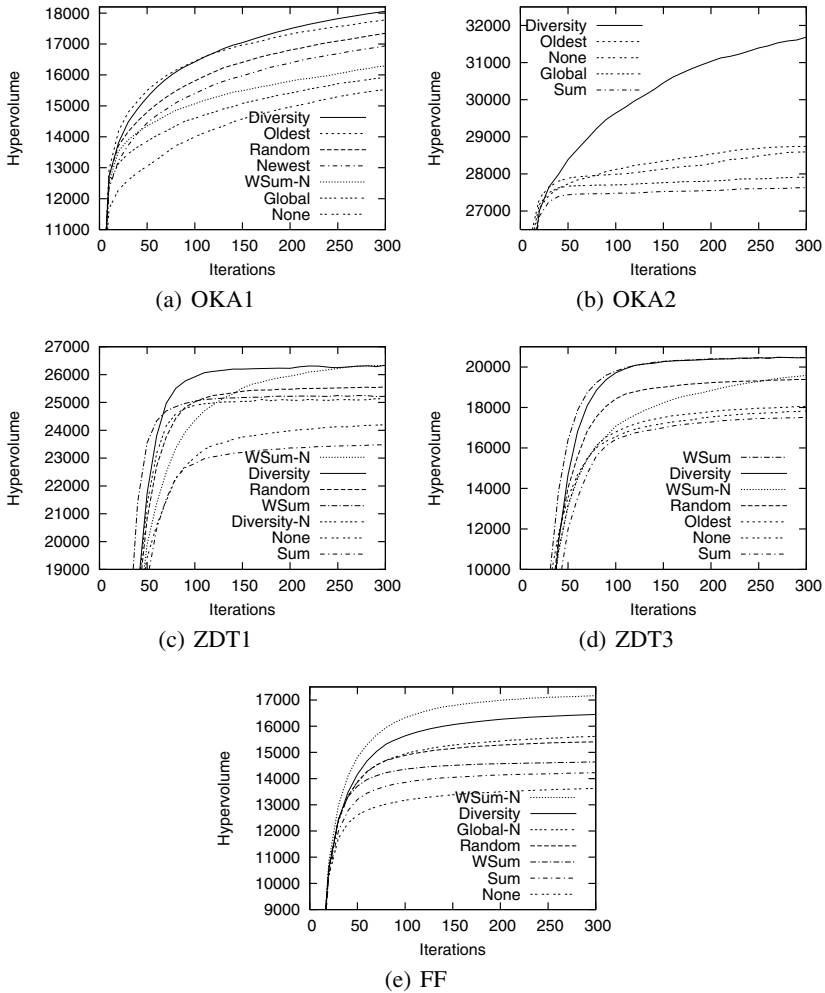 18000
17000
16000
15000
14000
13000
12000
11000
Hypervolume
Diversity
Oldest
Random
Newest
WSum-N
Global
None
0 50 100 150 200 250 300
Iterations
(a) OKA1
32000
31000
30000
29000
28000
27000
Hypervolume
Diversity
Oldest
None
Global
Sum
0 50 100 150 200 250 300
Iterations
(b) OKA2
27000
26000
25000
24000
23000
22000
21000
20000
19000
Hypervolume
WSum-N
Diversity
Random
WSum
Diversity-N
None
Sum
0 50 100 150 200 250 300
Iterations
(c) ZDT1
20000
18000
16000
14000
12000
10000
Hypervolume
WSum
Diversity
WSum-N
Random
Oldest
None
Sum
0 50 100 150 200 250 300
Iterations
(d) ZDT3
17000
16000
15000
14000
13000
12000
11000
10000
9000
Hypervolume
WSum-N
Diversity
Global-N
Random
WSum
Sum
None
0 50 100 150 200 250 300
Iterations
(e) FF